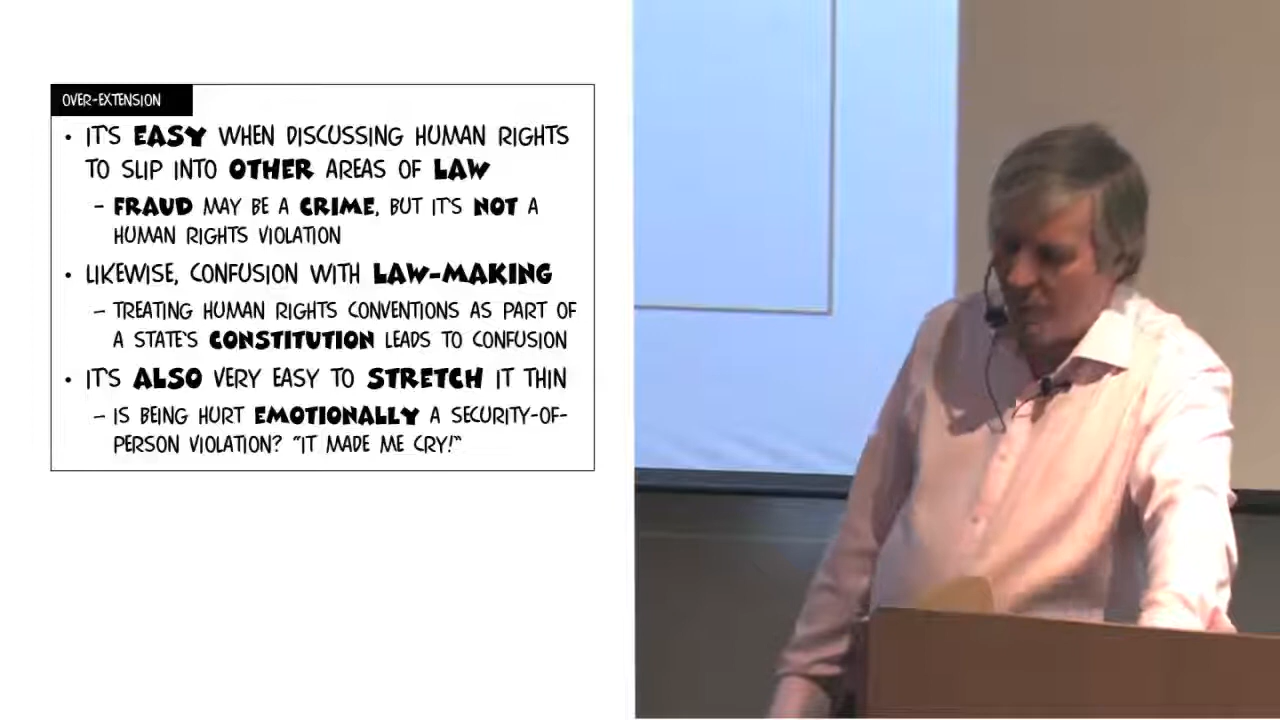 OVER-EXTENSION
• IT'S EASY WHEN DISCUSSING HUMAN RIGHTS
TO SLIP INTO OTHER AREAS OF LAW
– FRAUD MAY BE A CRIME, BUT IT'S NOT A
HUMAN RIGHTS VIOLATION
• LIKEWISE, CONFUSION WITH LAW-MAKING
– TREATING HUMAN RIGHTS CONVENTIONS AS PART OF
A STATE'S CONSTITUTION LEADS TO CONFUSION
• IT'S ALSO VERY EASY TO STRETCH IT THIN
– IS BEING HURT EMOTIONALLY A SECURITY-OF-
PERSON VIOLATION? "IT MADE ME CRY!"